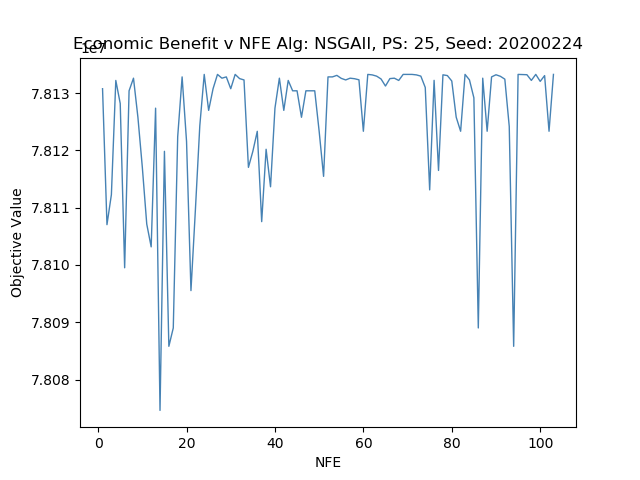 Economic Benefit v NFE Alg: NSGAII, PS: 25, Seed: 20200224
1e7
7.813
7.812
7.811
7.810
7.809
7.808
Objective Value
0 20 40 60 80 100
NFE